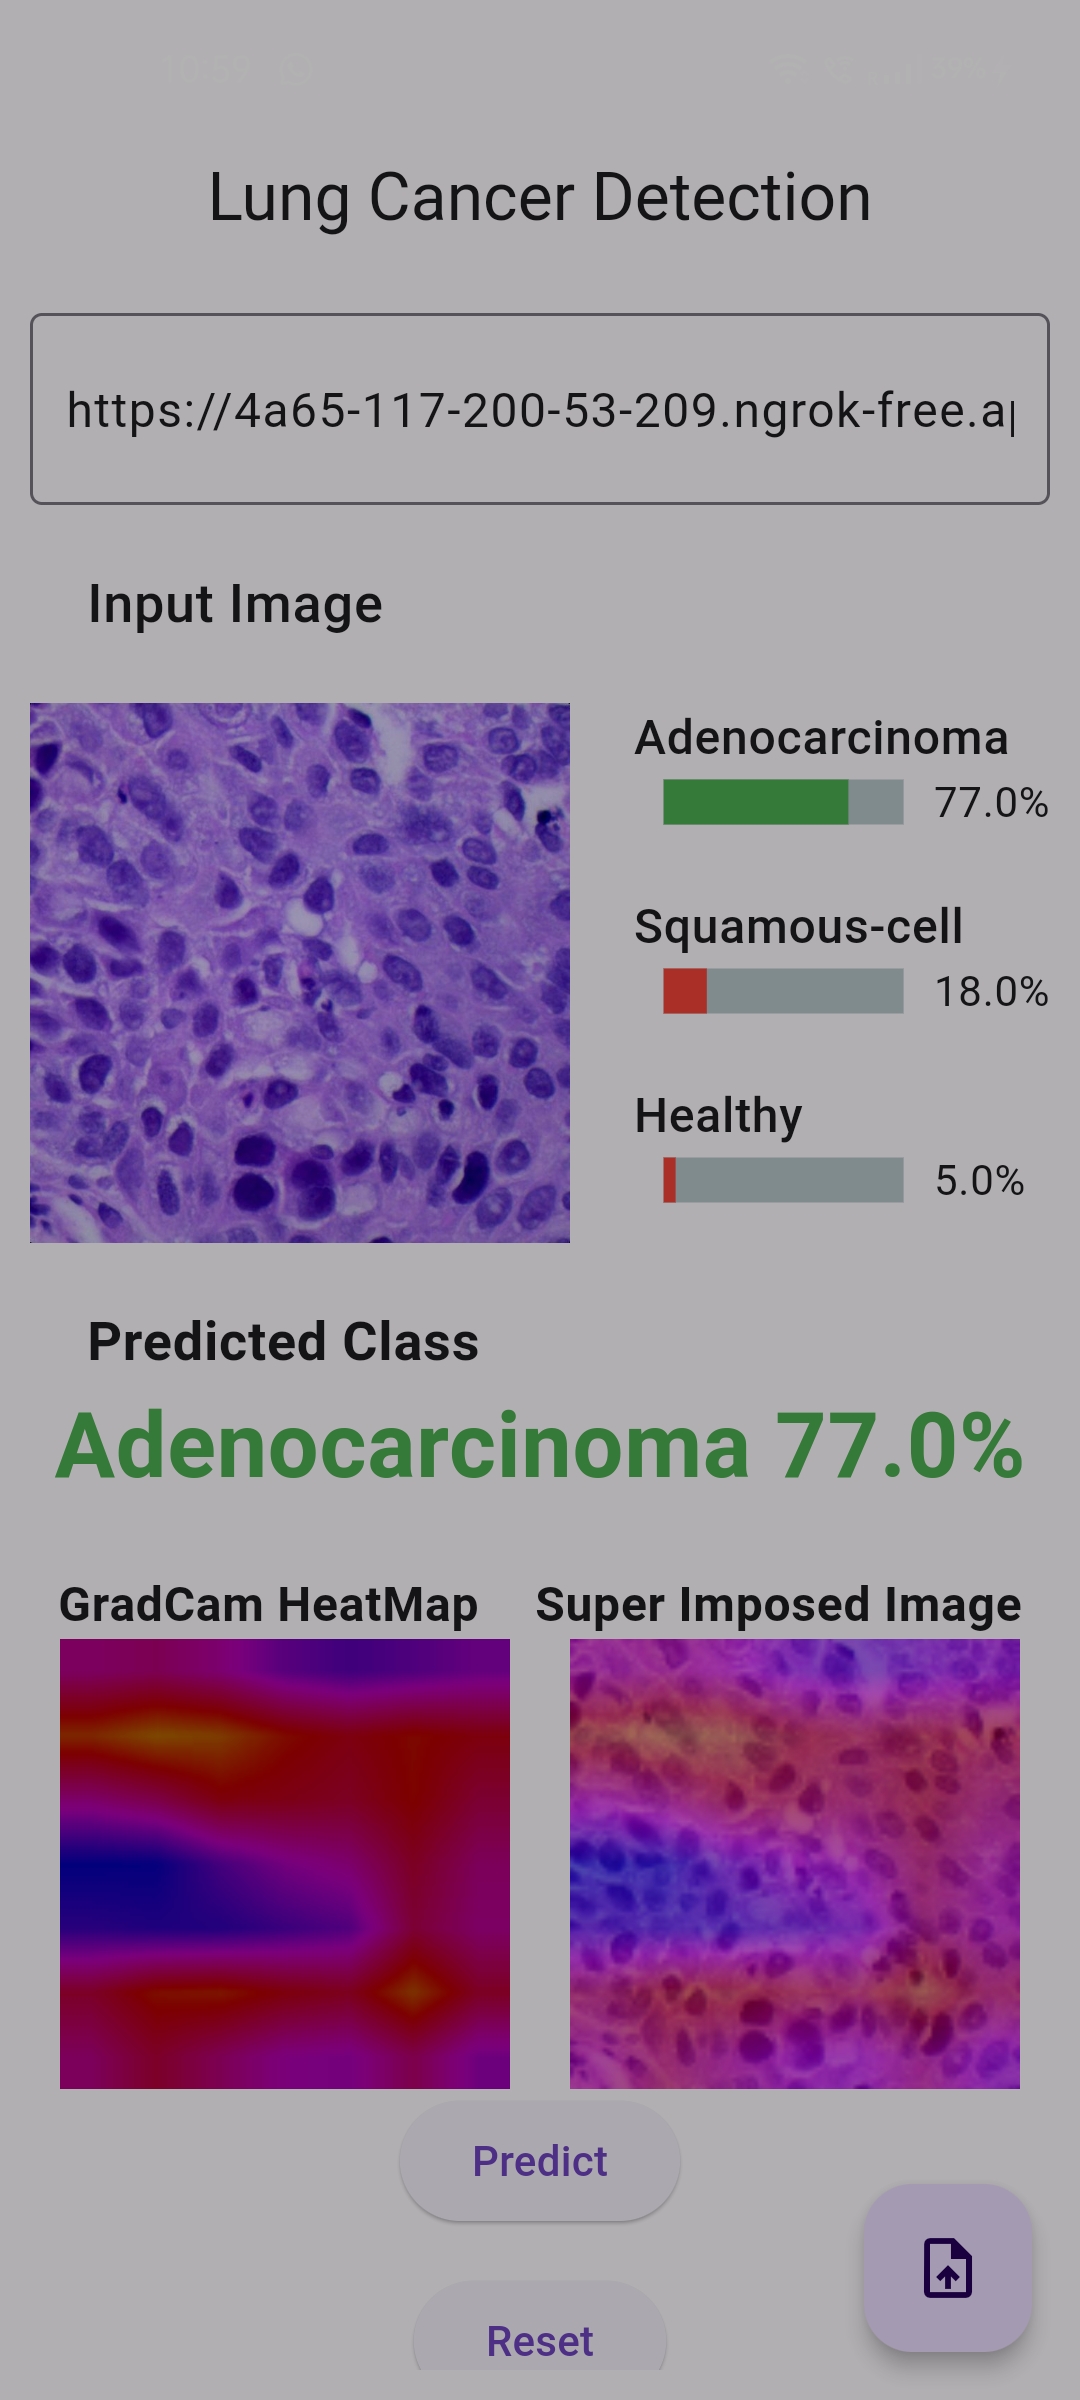 Lung Cancer Detection
https://4a65-117-200-53-209.ngrok-free.a
Input Image
Adenocarcinoma
77.0%
Squamous-cell
18.0%
Healthy
5.0%
Predicted Class
Adenocarcinoma 77.0%
GradCam HeatMap
Super Imposed Image
Predict
Reset